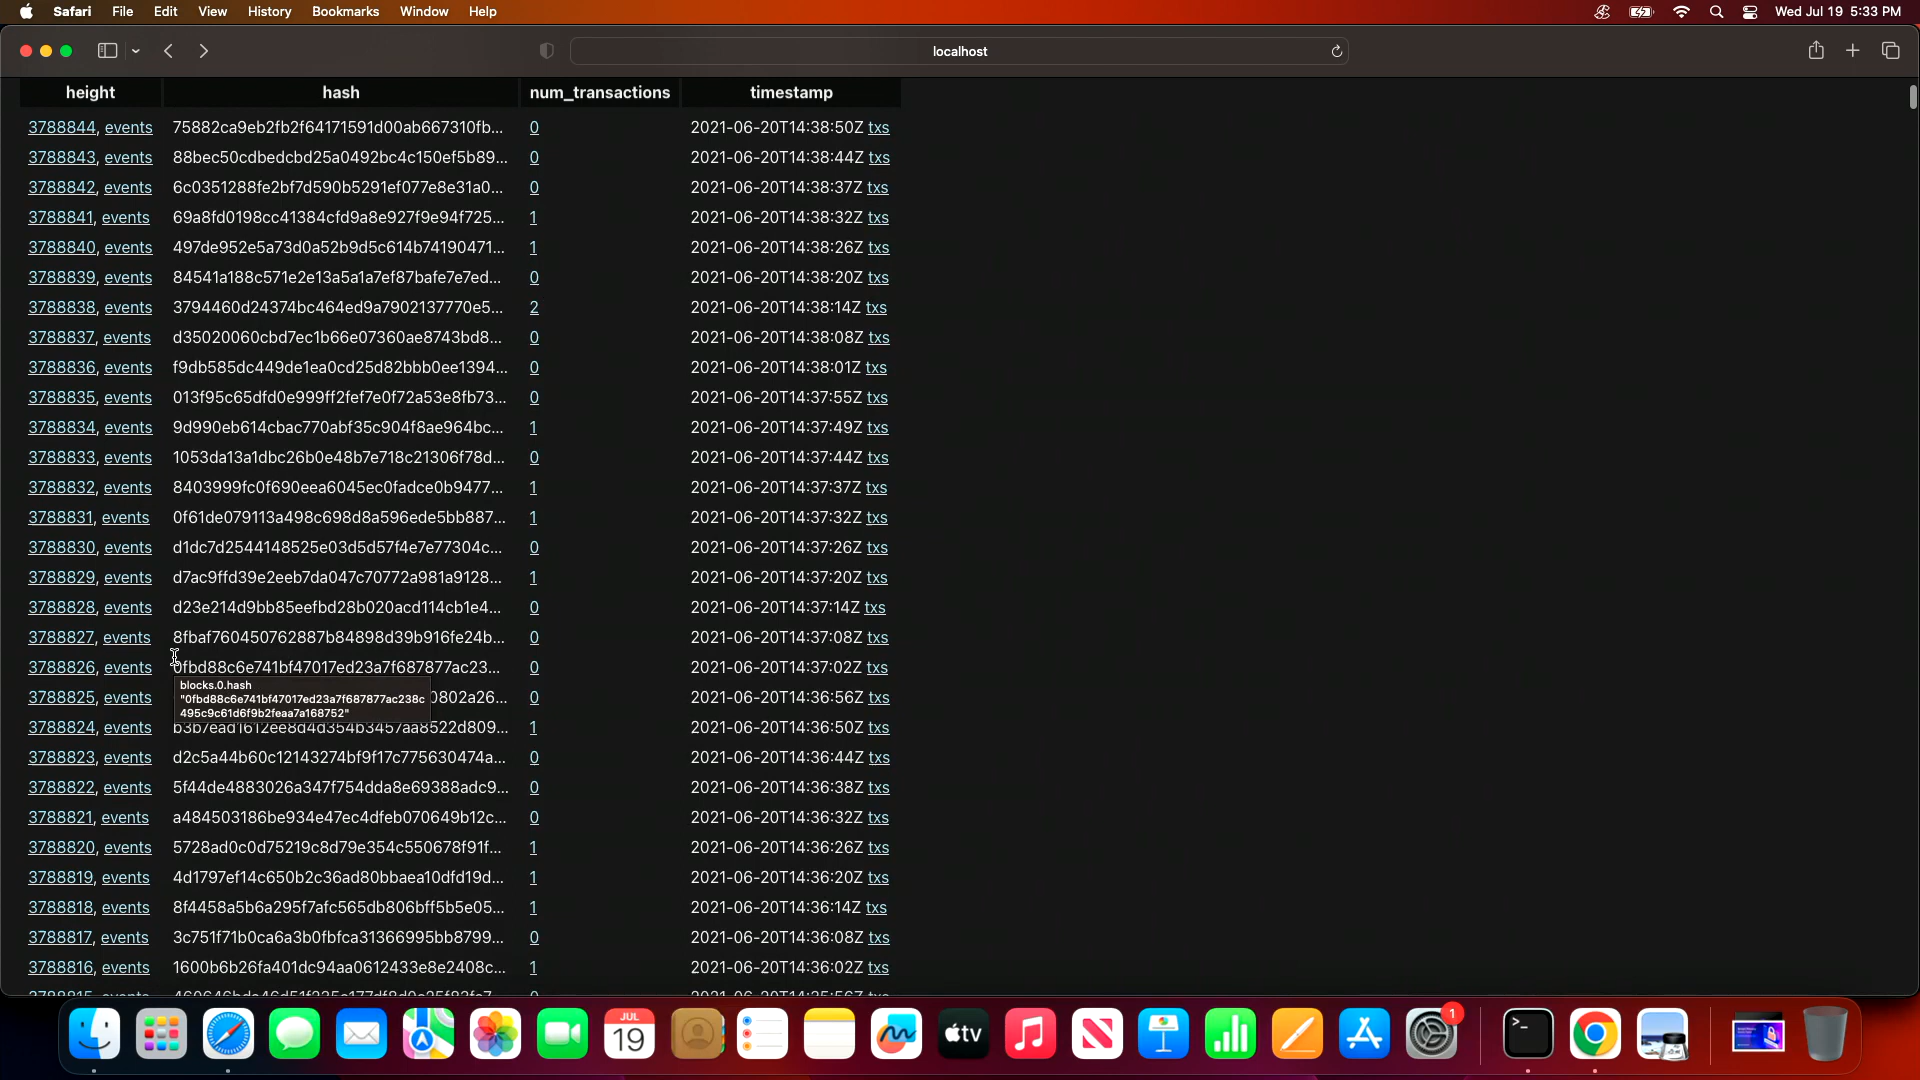 Safari File Edit View History Bookmarks Window Help Wed Jul 19 5:33 PM
localhost
height hash num_transactions timestamp
3788844, events 75882ca9eb2fb2f64171591d00ab667310fb... 0 2021-06-20T14:38:50Z txs
3788843, events 88bec50cdbedcbd25a0492bc4c150ef5b89... 0 2021-06-20T14:38:44Z txs
3788842, events 6c0351288fe2bf7d590b5291ef077e8e31a0... 0 2021-06-20T14:38:37Z txs
3788841, events 69a8fd0198cc41384cfd9a8e927f9e94f725... 1 2021-06-20T14:38:32Z txs
3788840, events 497de952e5a73d0a52b9d5c614b74190471... 1 2021-06-20T14:38:26Z txs
3788839, events 84541a188c571e2e13a5a1a7ef87bafe7e7ed... 0 2021-06-20T14:38:20Z txs
3788838, events 3794460d24374bc464ed9a7902137770e5... 2 2021-06-20T14:38:14Z txs
3788837, events d35020060cbd7ec1b66e07360ae8743bd8... 0 2021-06-20T14:38:08Z txs
3788836, events f9db585dc449de1ea0cd25d82bbb0ee1394... 0 2021-06-20T14:38:01Z txs
3788835, events 013f95c65dfd0e999ff2fef7e0f72a53e8fb73... 0 2021-06-20T14:37:55Z txs
3788834, events 9d990eb614cbac770abf35c904f8ae964bc... 1 2021-06-20T14:37:49Z txs
3788833, events 1053da13a1dbc26b0e48b7e718c21306f78d... 0 2021-06-20T14:37:44Z txs
3788832, events 8403999fc0f690eea6045ec0fadce0b9477... 1 2021-06-20T14:37:37Z txs
3788831, events 0f61de079113a498c698d8a596ede5bb887... 1 2021-06-20T14:37:32Z txs
3788830, events d1dc7d2544148525e03d5d57f4e7e77304c... 0 2021-06-20T14:37:26Z txs
3788829, events d7ac9ffd39e2eeb7da047c70772a981a9128... 1 2021-06-20T14:37:20Z txs
3788828, events d23e214d9bb85eefbd28b020acd114cb1e4... 0 2021-06-20T14:37:14Z txs
3788827, events 8fbaf760450762887b84898d39b916fe24b... 0 2021-06-20T14:37:08Z txs
3788826, events 0fbd88c6e741bf47017ed23a7f687877ac23... 0 2021-06-20T14:37:02Z txs
blocks.0.hash
"0fbd88c6e741bf47017ed23a7f687877ac238c
495c9c61d6f9b2feaa7a168752"
3788825, events 0802a26... 0 2021-06-20T14:36:56Z txs
3788824, events b3b7ead1612ee8d4d354b3457aa8522d809... 1 2021-06-20T14:36:50Z txs
3788823, events d2c5a44b60c12143274bf9f17c775630474a... 0 2021-06-20T14:36:44Z txs
3788822, events 5f44de4883026a347f754dda8e69388adc9... 0 2021-06-20T14:36:38Z txs
3788821, events a484503186be934e47ec4dfeb070649b12c... 0 2021-06-20T14:36:32Z txs
3788820, events 5728ad0c0d75219c8d79e354c550678f91f... 1 2021-06-20T14:36:26Z txs
3788819, events 4d1797ef14c650b2c36ad80bbaea10dfd19d... 1 2021-06-20T14:36:20Z txs
3788818, events 8f4458a5b6a295f7afc565db806bff5b5e05... 1 2021-06-20T14:36:14Z txs
3788817, events 3c751f71b0ca6a3b0fbfca31366995bb8799... 0 2021-06-20T14:36:08Z txs
3788816, events 1600b6b26fa401dc94aa0612433e8e2408c... 1 2021-06-20T14:36:02Z txs
JUL
19
tv
1